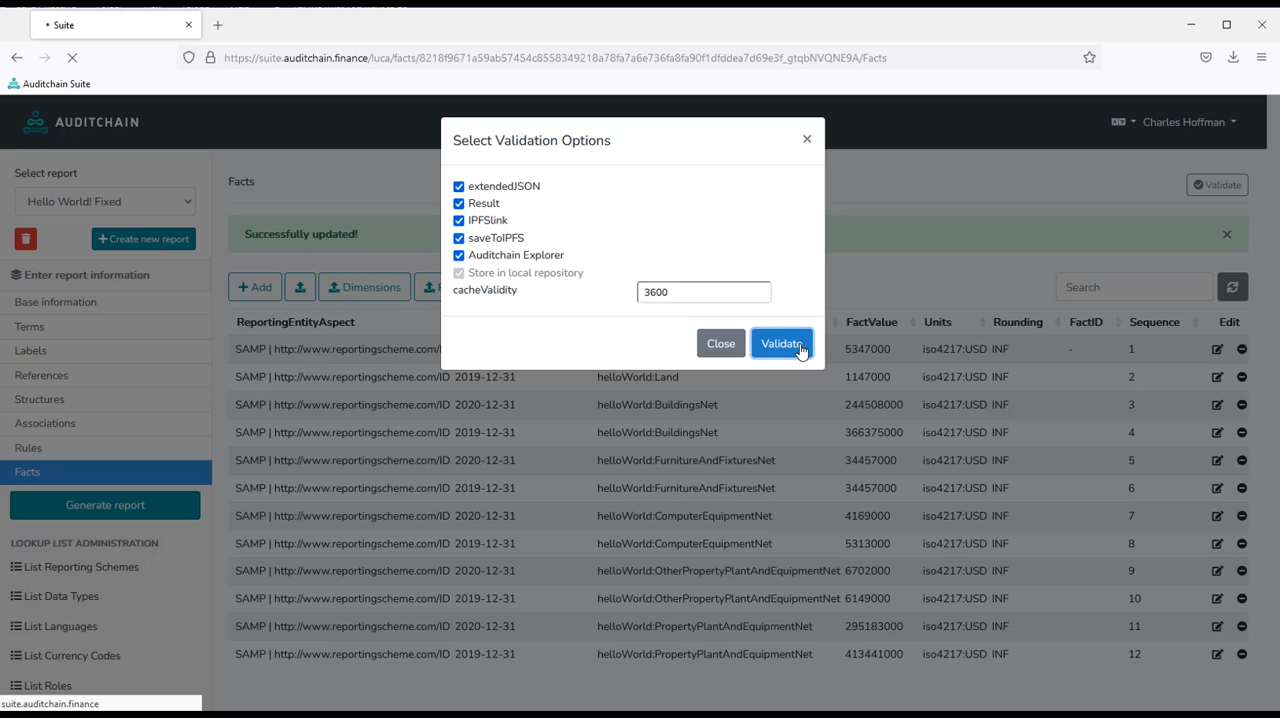 Suite
https://suite.auditchain.finance/luca/facts/8218f9671a59ab57454c8558349218a78fa7a6e736fa8fa90f1dfddea7d69e3f_gtqbNVQNE9A/Facts
Auditchain Suite
AUDITCHAIN
Charles Hoffman
Select report
Hello World! Fixed
Create new report
Enter report information
Base information
Terms
Labels
References
Structures
Associations
Rules
Facts
Generate report
LOOKUP LIST ADMINISTRATION
List Reporting Schemes
List Data Types
List Languages
List Currency Codes
List Roles
Facts
Validate
Successfully updated!
Add
Dimensions
Search
Select Validation Options
extendedJSON
Result
IPFSlink
saveToIPFS
Auditchain Explorer
Store in local repository
cacheValidity 3600
Close Validate
ReportingEntityAspect FactValue Units Rounding FactID Sequence Edit
SAMP | http://www.reportingscheme.com/ 5347000 iso4217:USD INF - 1
SAMP | http://www.reportingscheme.com/ID 2019-12-31 helloWorld:Land 1147000 iso4217:USD INF 2
SAMP | http://www.reportingscheme.com/ID 2020-12-31 helloWorld:BuildingsNet 244508000 iso4217:USD INF 3
SAMP | http://www.reportingscheme.com/ID 2019-12-31 helloWorld:BuildingsNet 366375000 iso4217:USD INF 4
SAMP | http://www.reportingscheme.com/ID 2020-12-31 helloWorld:FurnitureAndFixturesNet 34457000 iso4217:USD INF 5
SAMP | http://www.reportingscheme.com/ID 2019-12-31 helloWorld:FurnitureAndFixturesNet 34457000 iso4217:USD INF 6
SAMP | http://www.reportingscheme.com/ID 2020-12-31 helloWorld:ComputerEquipmentNet 4169000 iso4217:USD INF 7
SAMP | http://www.reportingscheme.com/ID 2019-12-31 helloWorld:ComputerEquipmentNet 5313000 iso4217:USD INF 8
SAMP | http://www.reportingscheme.com/ID 2020-12-31 helloWorld:OtherPropertyPlantAndEquipmentNet 6702000 iso4217:USD INF 9
SAMP | http://www.reportingscheme.com/ID 2019-12-31 helloWorld:OtherPropertyPlantAndEquipmentNet 6149000 iso4217:USD INF 10
SAMP | http://www.reportingscheme.com/ID 2020-12-31 helloWorld:PropertyPlantAndEquipmentNet 295183000 iso4217:USD INF 11
SAMP | http://www.reportingscheme.com/ID 2019-12-31 helloWorld:PropertyPlantAndEquipmentNet 413441000 iso4217:USD INF 12
suite.auditchain.finance